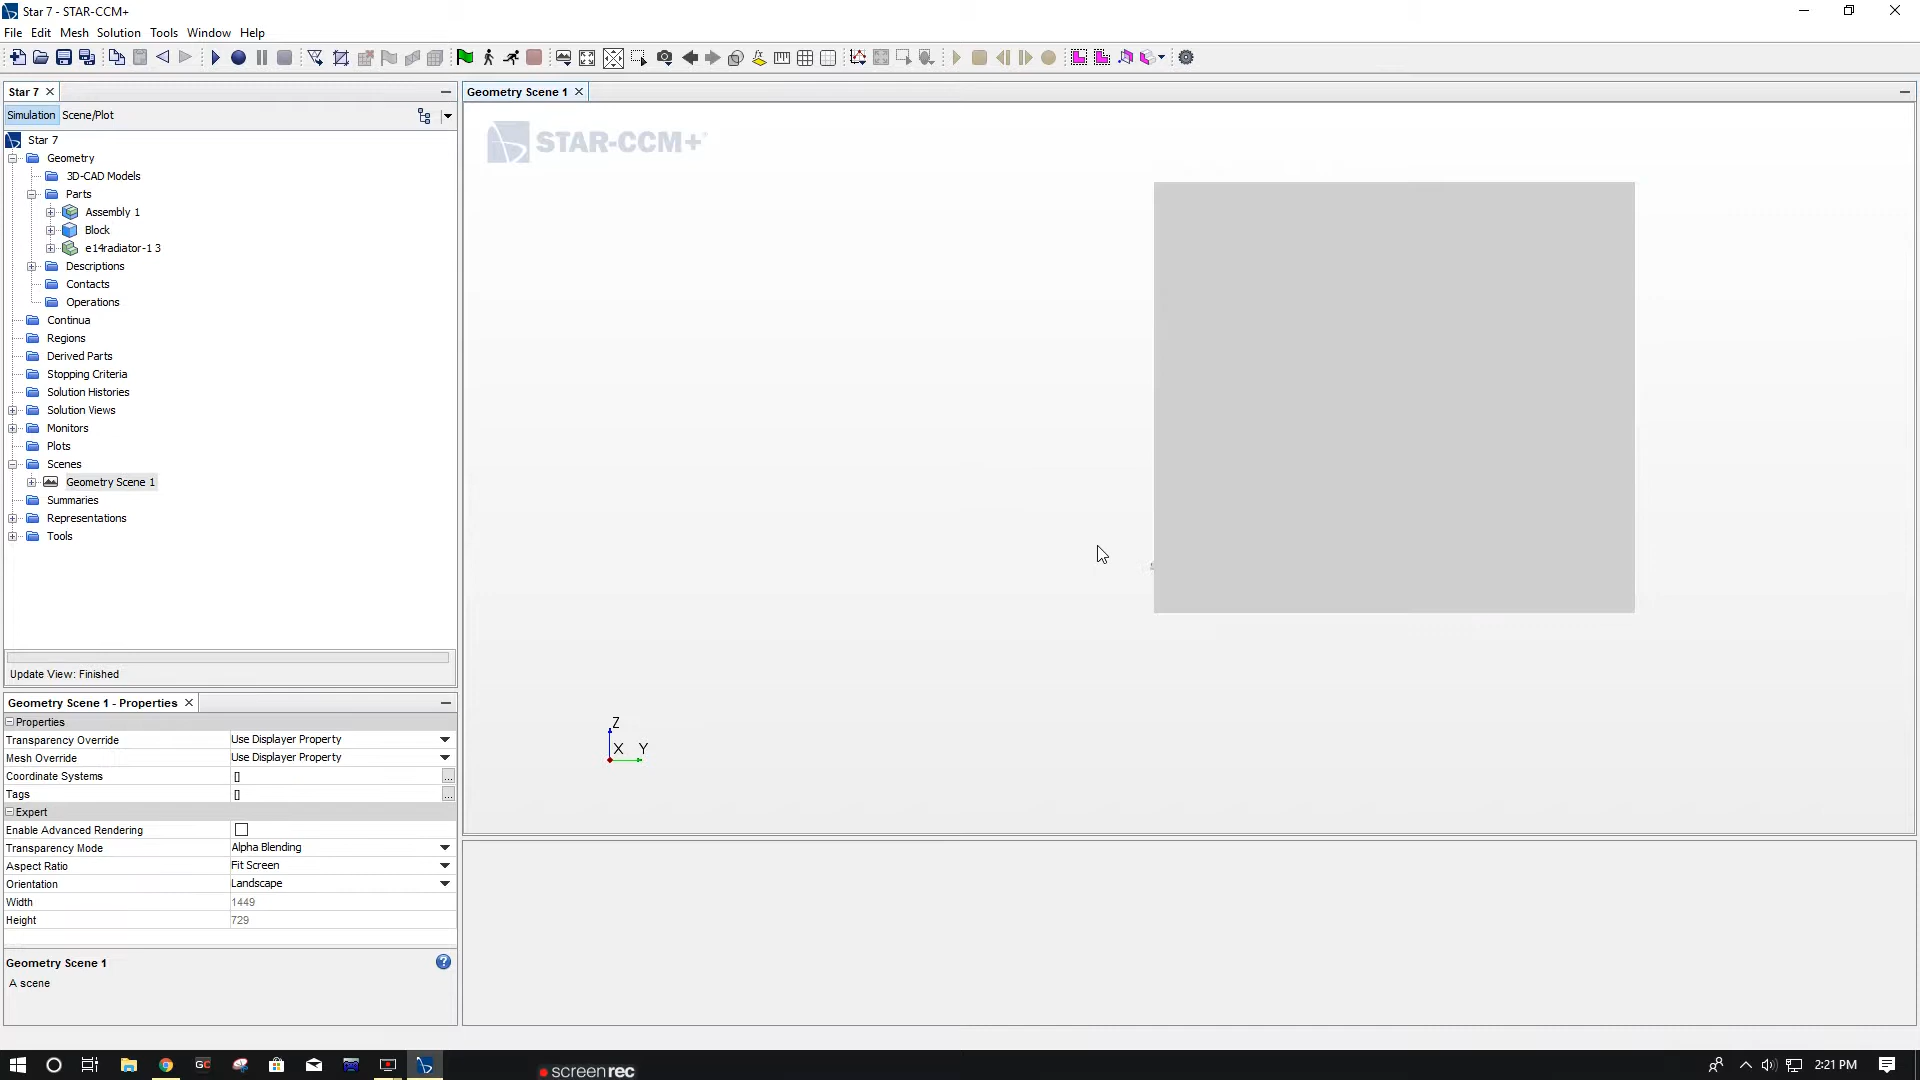 Star 7 - STAR-CCM+
File Edit Mesh Solution Tools Window Help
Star 7
Geometry Scene 1
Simulation Scene/Plot
STAR-CCM+
Star 7
Geometry
3D-CAD Models
Parts
Assembly 1
Block
e14radiator-1 3
Descriptions
Contacts
Operations
Continua
Regions
Derived Parts
Stopping Criteria
Solution Histories
Solution Views
Monitors
Plots
Scenes
Geometry Scene 1
Summaries
Representations
Tools
Update View: Finished
Geometry Scene 1 - Properties
Properties
Transparency Override Use Displayer Property
Mesh Override Use Displayer Property
Coordinate Systems []
Tags []
Expert
Enable Advanced Rendering
Transparency Mode Alpha Blending
Aspect Ratio Fit Screen
Orientation Landscape
Width 1449
Height 729
Z
X Y
Geometry Scene 1
A scene
GC
screenrec
2:21 PM